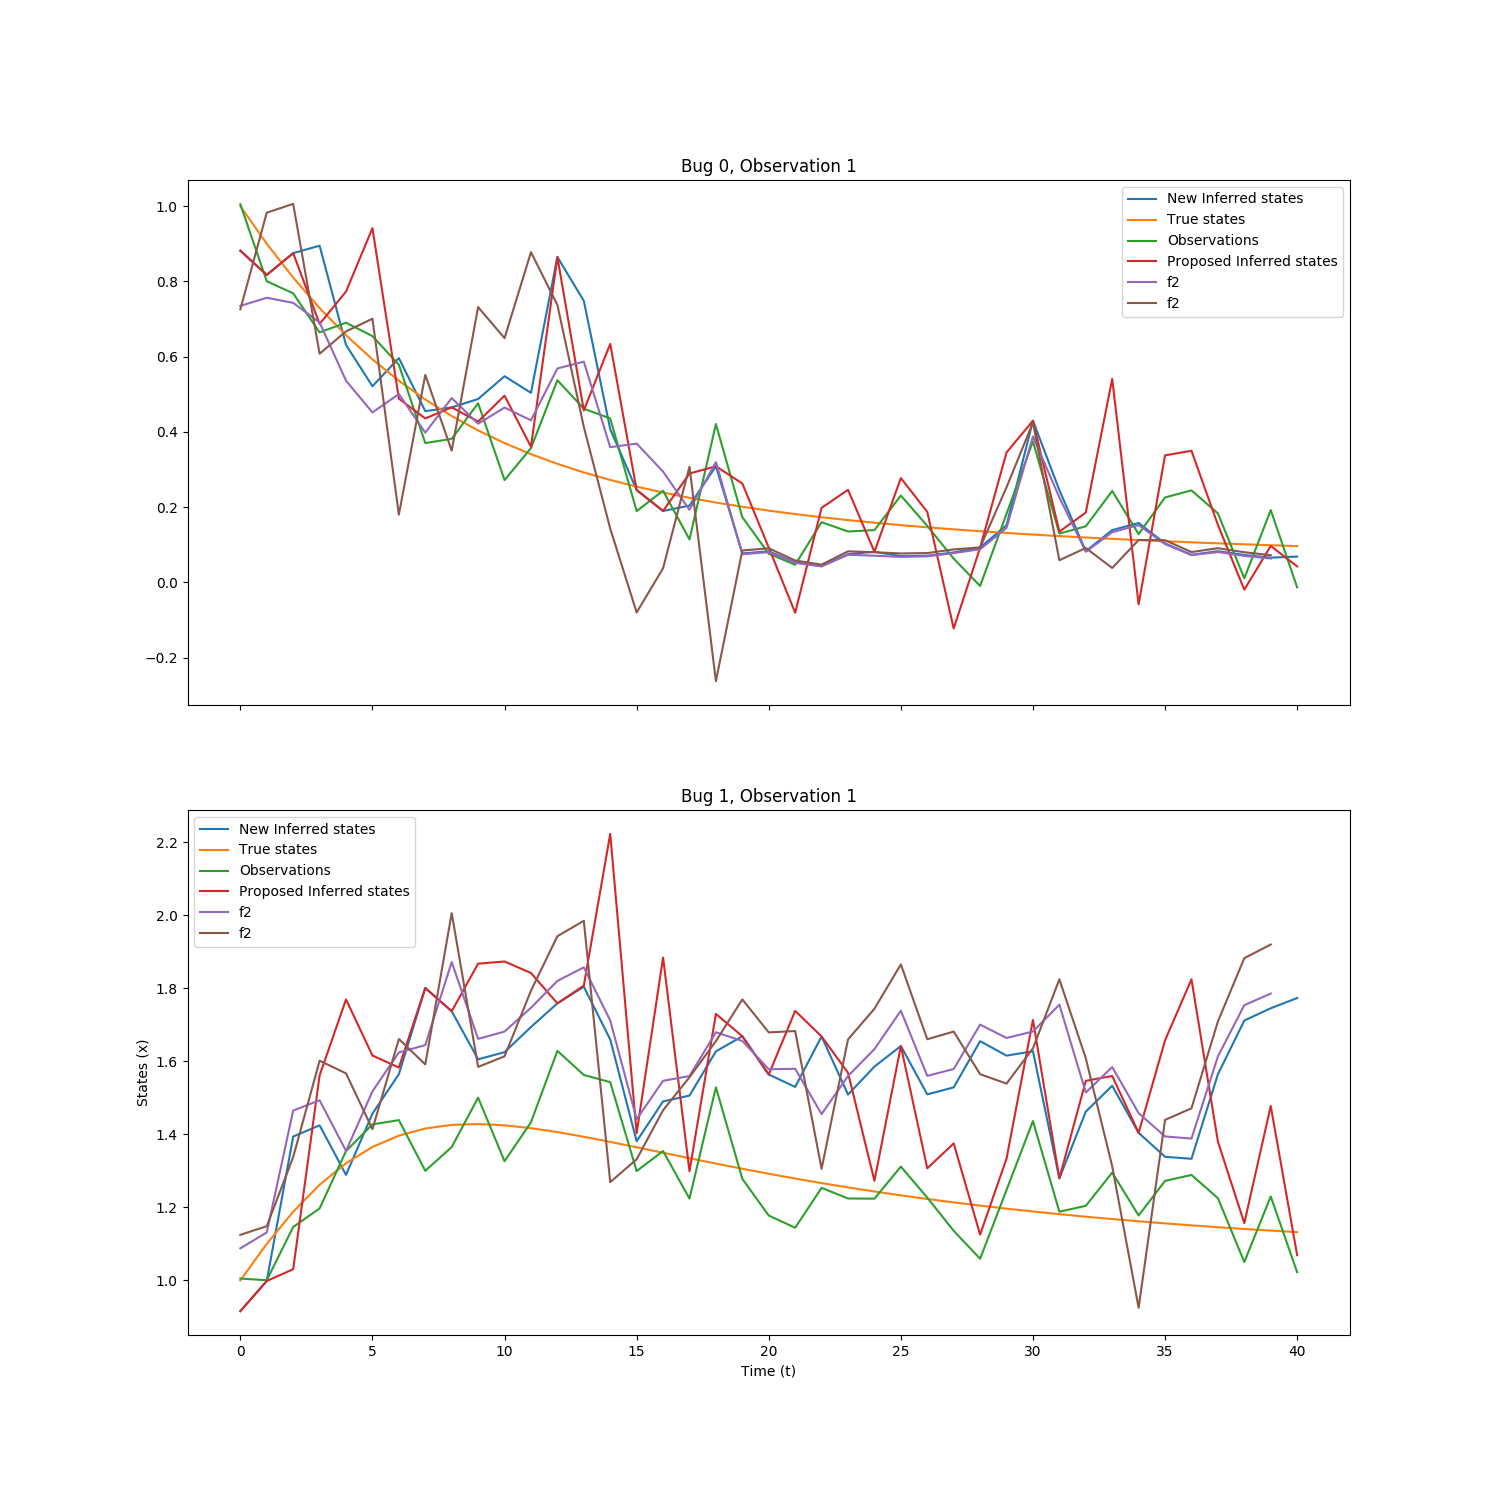 Bug 0, Observation 1
1.0
0.8
0.6
0.4
0.2
0.0
−0.2
New Inferred states
True states
Observations
Proposed Inferred states
f2
f2
Bug 1, Observation 1
States (x)
2.2
2.0
1.8
1.6
1.4
1.2
1.0
New Inferred states
True states
Observations
Proposed Inferred states
f2
f2
0 5 10 15 20 25 30 35 40
Time (t)